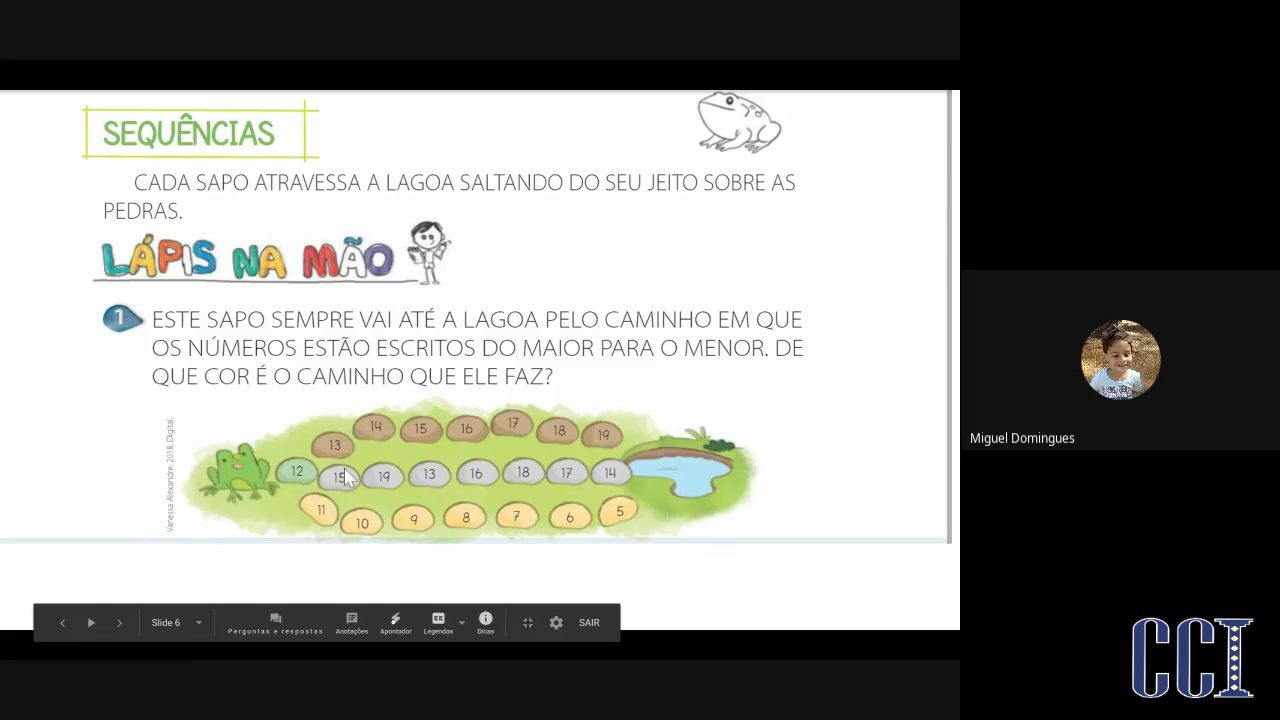 SEQUÊNCIAS
CADA SAPO ATRAVESSA A LAGOA SALTANDO DO SEU JEITO SOBRE AS
PEDRAS.
LÁPIS NA MÃO
1 ESTE SAPO SEMPRE VAI ATÉ A LAGOA PELO CAMINHO EM QUE
OS NÚMEROS ESTÃO ESCRITOS DO MAIOR PARA O MENOR. DE
QUE COR É O CAMINHO QUE ELE FAZ?
Vanessa Alexandre. 2018. Digital.
13 14 15 16 17 18 19
12 15 19 13 16 18 17 14
11 10 9 8 7 6 5
Miguel Domingues
Slide 6
Perguntas e respostas
Anotações
Apontador
Legendas
Dicas
SAIR
CCI